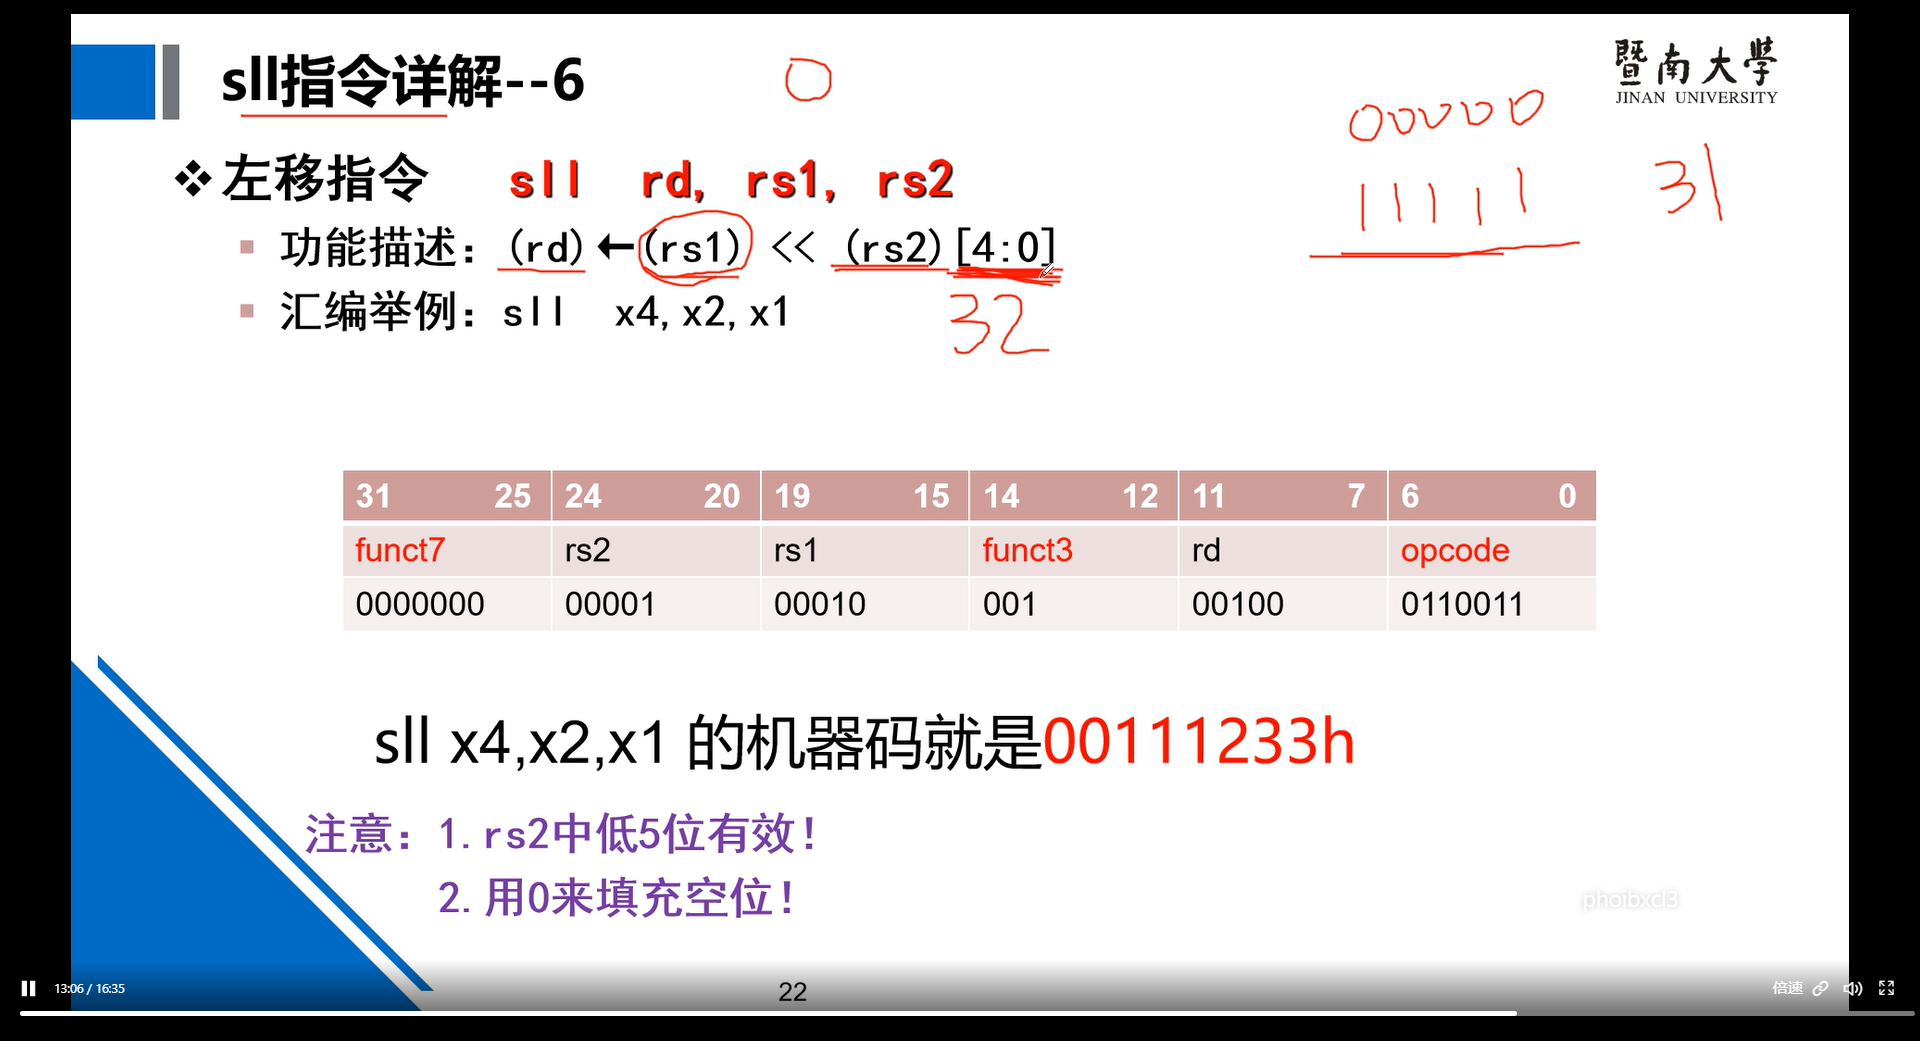 sll指令详解--6
0
暨南大学
JINAN UNIVERSITY
00000
11111
31
❖左移指令 sll rd, rs1, rs2
▪ 功能描述：(rd)←(rs1) << (rs2)[4:0]
▪ 汇编举例：sll x4,x2,x1
32
31 25 24 20 19 15 14 12 11 7 6 0
funct7 rs2 rs1 funct3 rd opcode
0000000 00001 00010 001 00100 0110011
sll x4,x2,x1 的机器码就是00111233h
注意：1.rs2中低5位有效！
2.用0来填充空位！
phoibxcl3
13:06 / 16:35
22
倍速